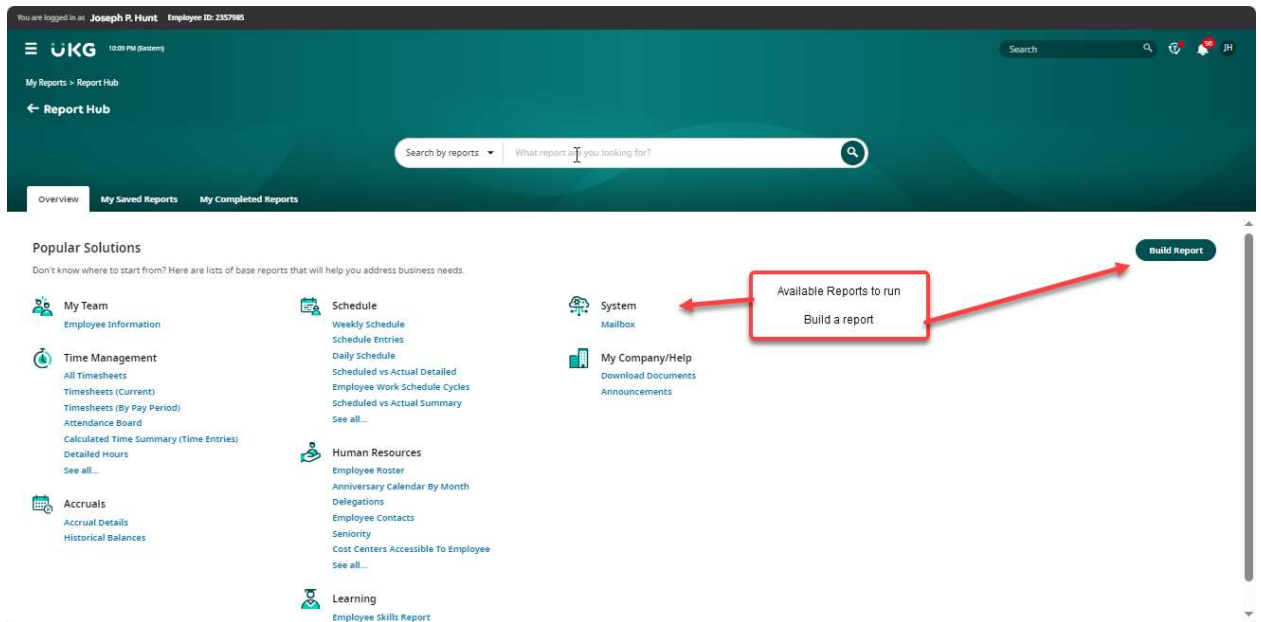 You are logged in as Joseph P. Hunt Employee ID: 2357985
UKG 10:09 PM (Eastern)
Search
96
JH
My Reports > Report Hub
← Report Hub
Search by reports
What report are you looking for?
Overview
My Saved Reports
My Completed Reports
Popular Solutions
Build Report
Don't know where to start from? Here are lists of base reports that will help you address business needs.
My Team
Employee Information
Time Management
All Timesheets
Timesheets (Current)
Timesheets (By Pay Period)
Attendance Board
Calculated Time Summary (Time Entries)
Detailed Hours
See all...
Accruals
Accrual Details
Historical Balances
Schedule
Weekly Schedule
Schedule Entries
Daily Schedule
Scheduled vs Actual Detailed
Employee Work Schedule Cycles
Scheduled vs Actual Summary
See all...
Human Resources
Employee Roster
Anniversary Calendar By Month
Delegations
Employee Contacts
Seniority
Cost Centers Accessible To Employee
See all...
Learning
Employee Skills Report
System
Mailbox
My Company/Help
Download Documents
Announcements
Available Reports to run
Build a report